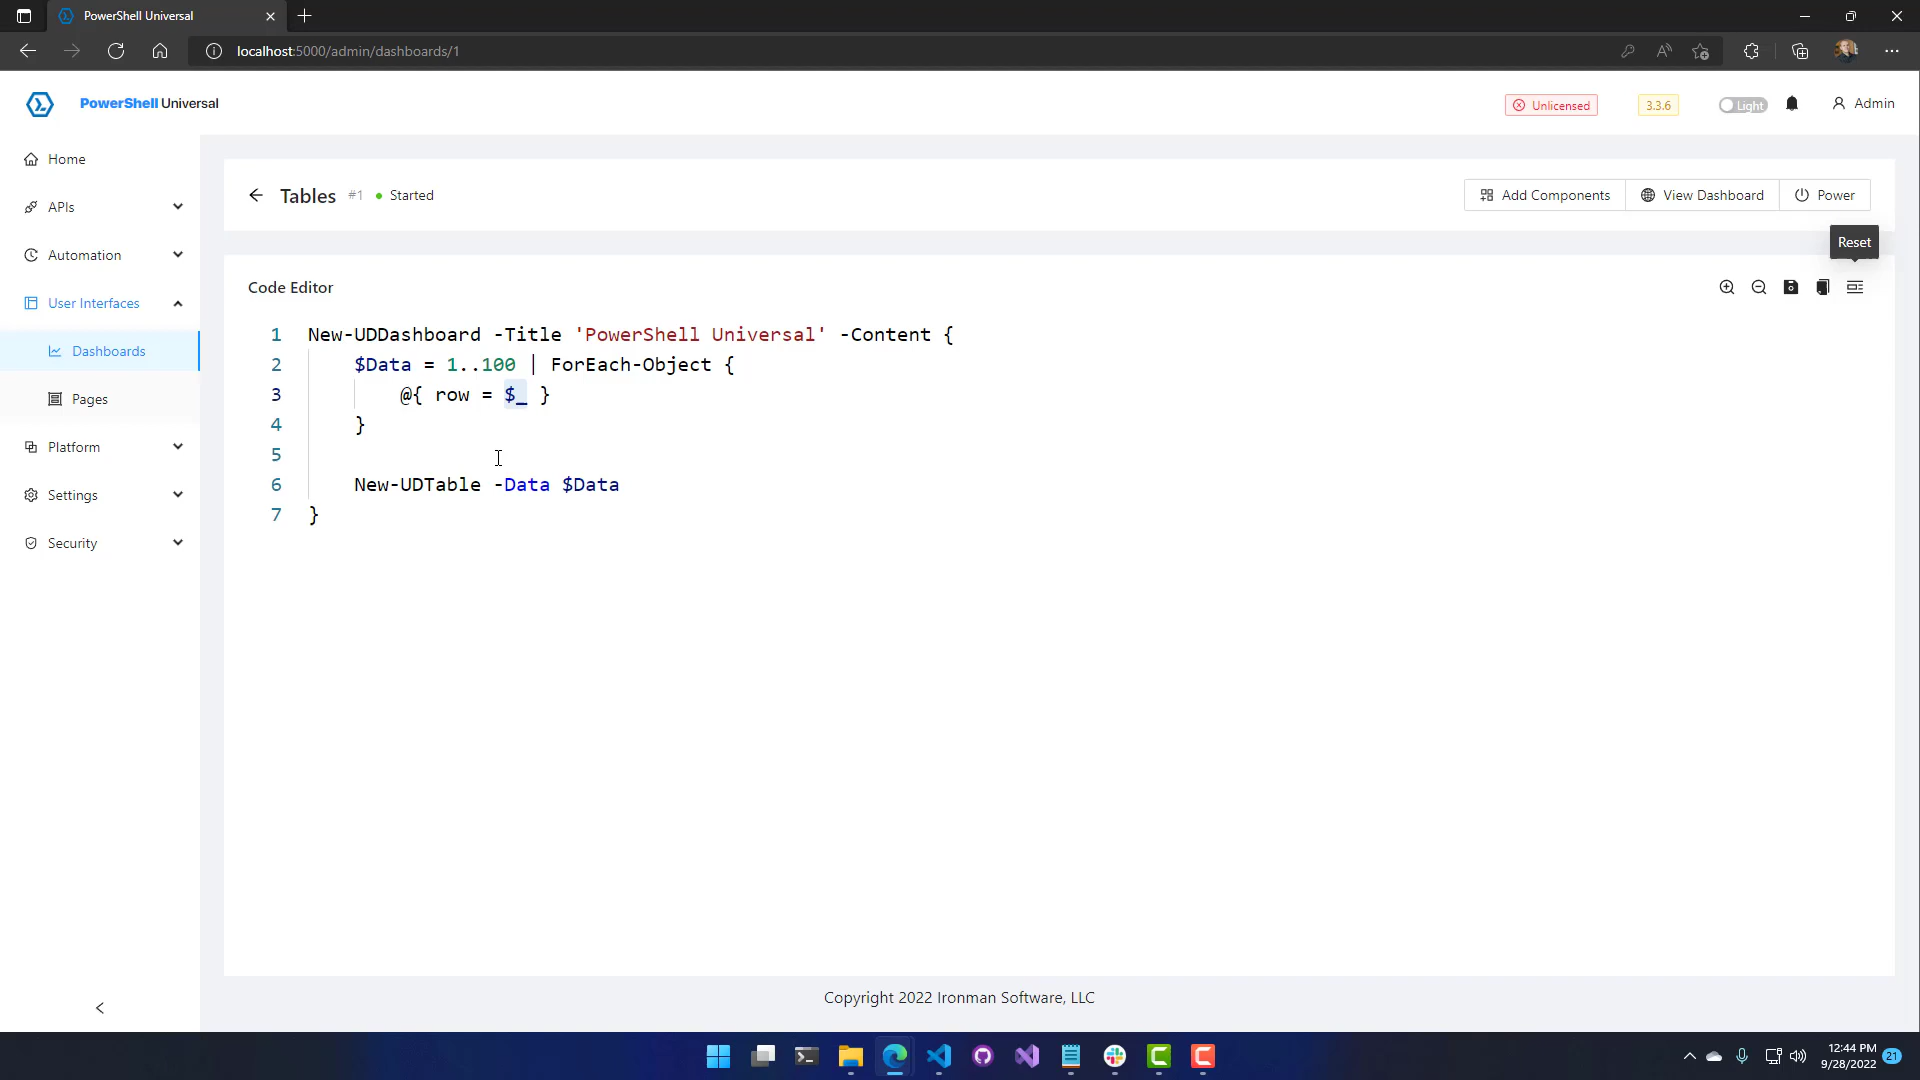 PowerShell Universal
localhost:5000/admin/dashboards/1
PowerShell Universal
Unlicensed
3.3.6
Light
Admin
Home
APIs
Automation
User Interfaces
Dashboards
Pages
Platform
Settings
Security
Tables #1 Started
Add Components
View Dashboard
Power
Reset
Code Editor
1 New-UDDashboard -Title 'PowerShell Universal' -Content {
2 $Data = 1..100 | ForEach-Object {
3 @{ row = $_ }
4 }
5
6 New-UDTable -Data $Data
7 }
Copyright 2022 Ironman Software, LLC
12:44 PM
9/28/2022
21